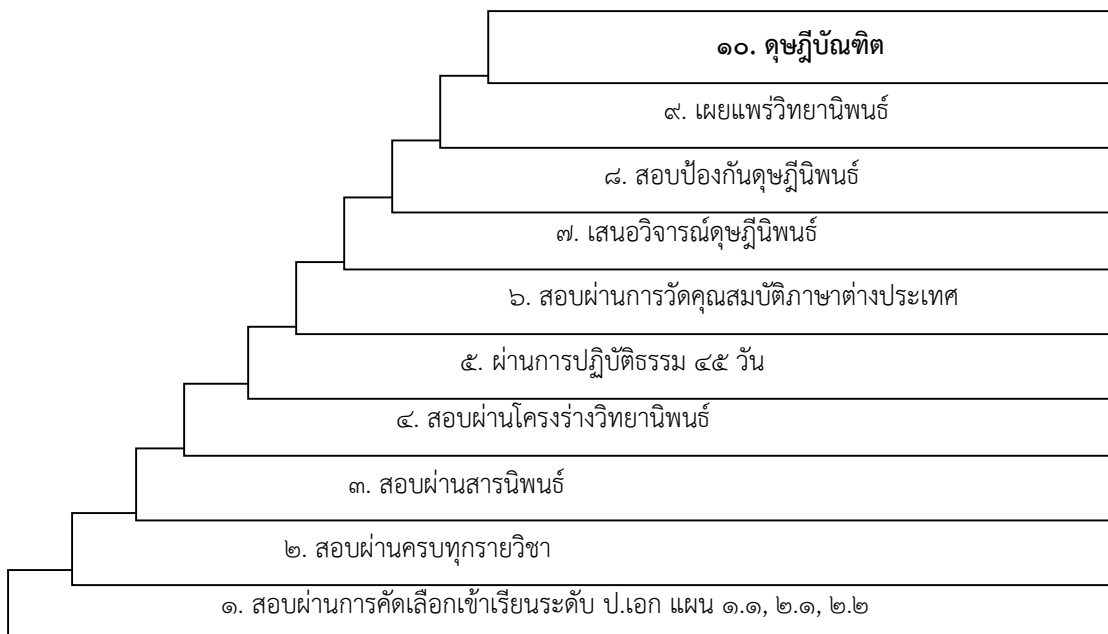 ๑๐. ดุษฎีบัณฑิต
๙. เผยแพร่วิทยานิพนธ์
๘. สอบป้องกันดุษฎีนิพนธ์
๗. เสนอวิจารณ์ดุษฎีนิพนธ์
๖. สอบผ่านการวัดคุณสมบัติภาษาต่างประเทศ
๕. ผ่านการปฏิบัติธรรม ๔๕ วัน
๔. สอบผ่านโครงร่างวิทยานิพนธ์
๓. สอบผ่านสารนิพนธ์
๒. สอบผ่านครบทุกรายวิชา
๑. สอบผ่านการคัดเลือกเข้าเรียนระดับ ป.เอก แผน ๑.๑, ๒.๑, ๒.๒